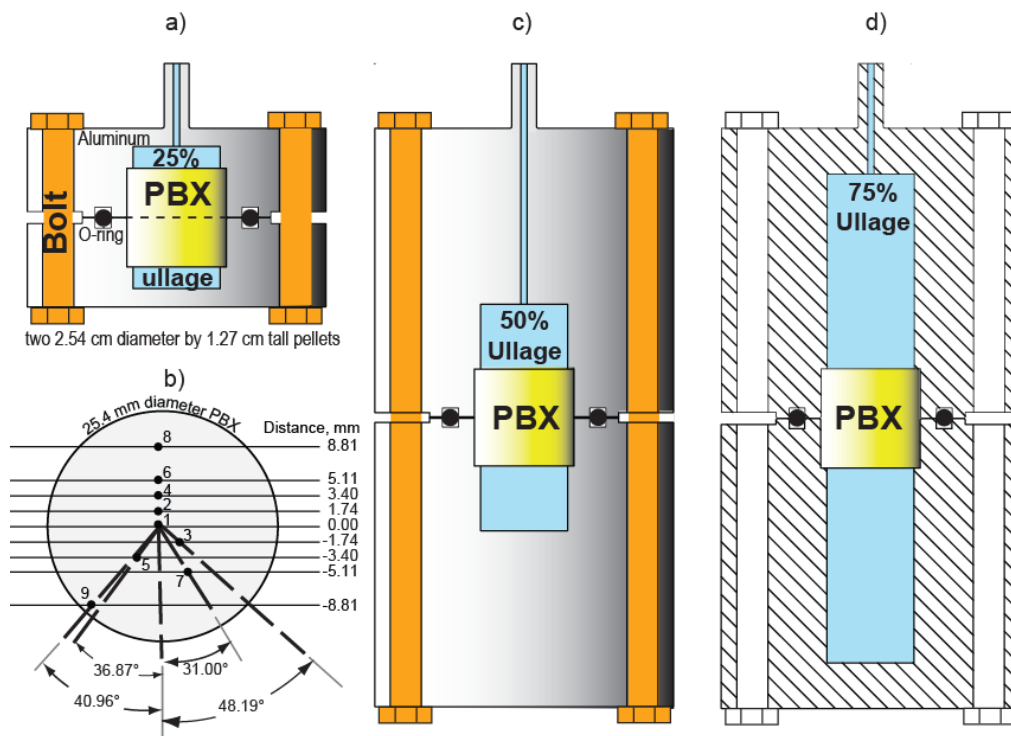 a)
Aluminum
25%
PBX
Bolt
O-ring
ullage
two 2.54 cm diameter by 1.27 cm tall pellets
b)
25.4 mm diameter PBX
Distance, mm
8
8.81
6
5.11
4
3.40
2
1.74
1
0.00
3
-1.74
5
-3.40
7
-5.11
9
-8.81
36.87°
31.00°
40.96°
48.19°
c)
50%
Ullage
PBX
d)
75%
Ullage
PBX